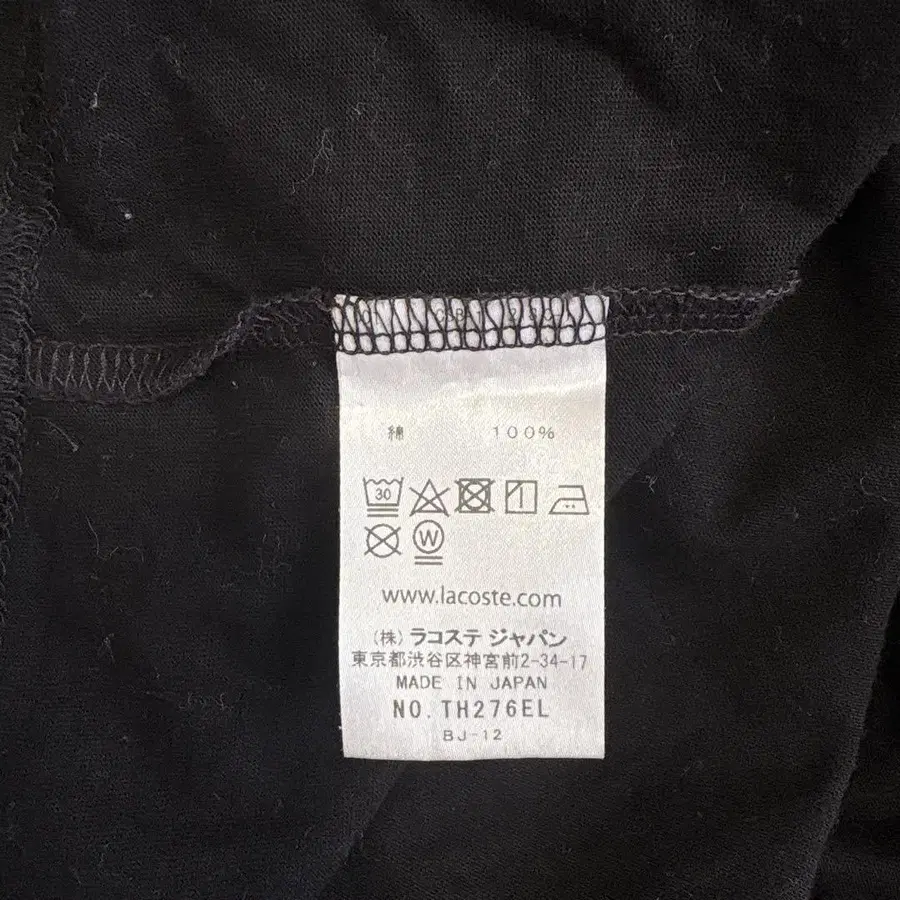 綿 100%
30
W
www.lacoste.com
(株) ラコステ ジャパン
東京都渋谷区神宮前2-34-17
MADE IN JAPAN
NO. TH276EL
BJ-12